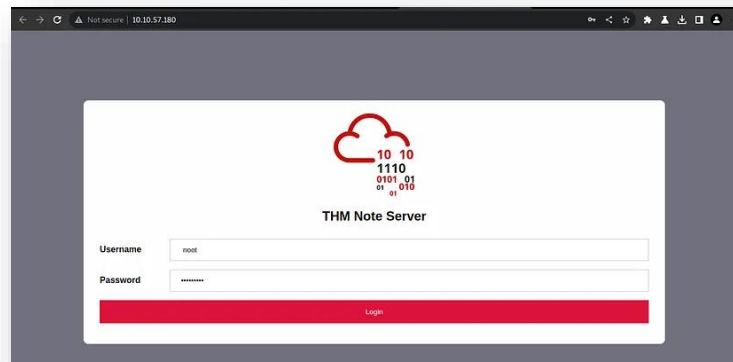 Not secure 10.10.57.180
10 10
1110
0101 01
01 010
01
THM Note Server
Username noot
Password •••••••••
Login